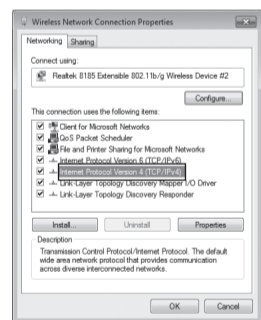 Wireless Network Connection Properties
Networking Sharing
Connect using:
Realtek 8185 Extensible 802.11b/g Wireless Device #2
Configure...
This connection uses the following items:
Client for Microsoft Networks
QoS Packet Scheduler
File and Printer Sharing for Microsoft Networks
Internet Protocol Version 6 (TCP/IPv6)
Internet Protocol Version 4 (TCP/IPv4)
Link-Layer Topology Discovery Mapper I/O Driver
Link-Layer Topology Discovery Responder
Install... Uninstall Properties
Description
Transmission Control Protocol/Internet Protocol. The default
wide area network protocol that provides communication
across diverse interconnected networks.
OK Cancel